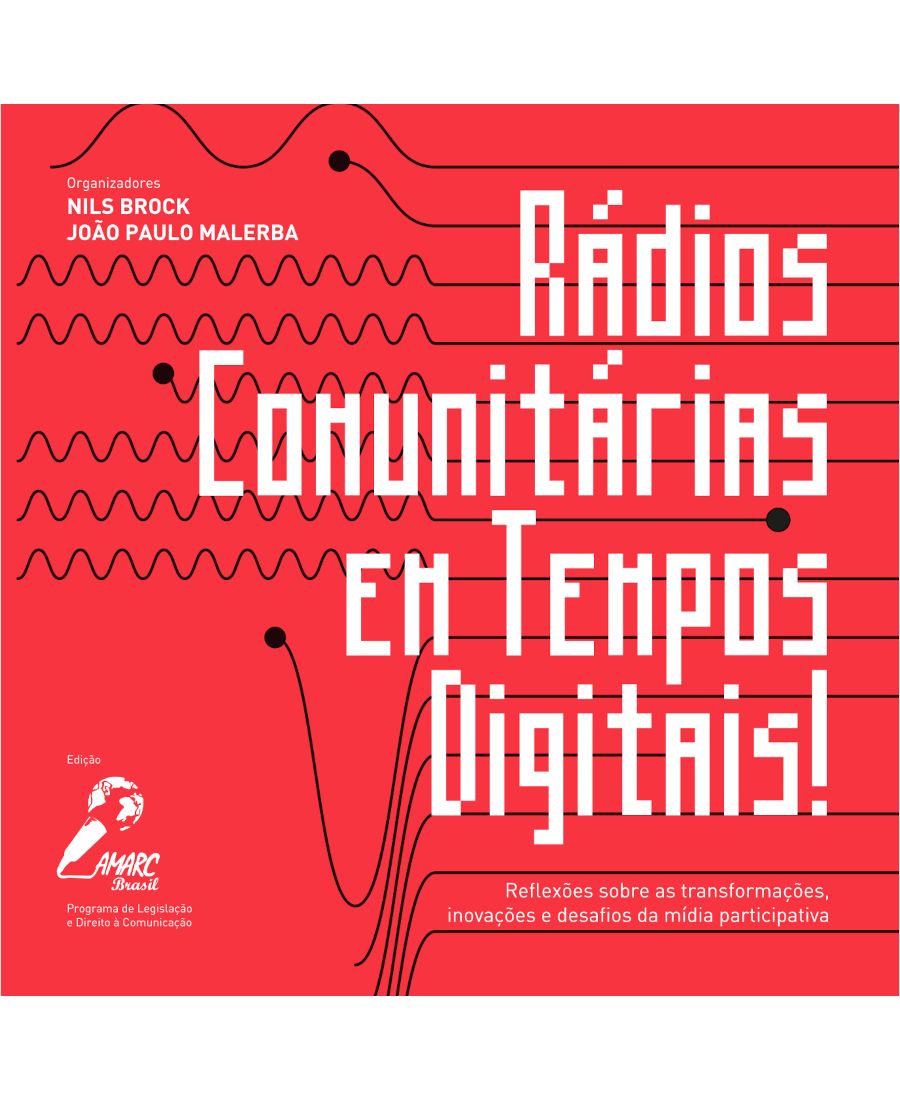 Organizadores
NILS BROCK
JOÃO PAULO MALERBA
Rádios
Comunitárias
em Tempos
Digitais!
Reflexões sobre as transformações,
inovações e desafios da mídia participativa
Edição
AMARC
Brasil
Programa de Legislação
e Direito à Comunicação